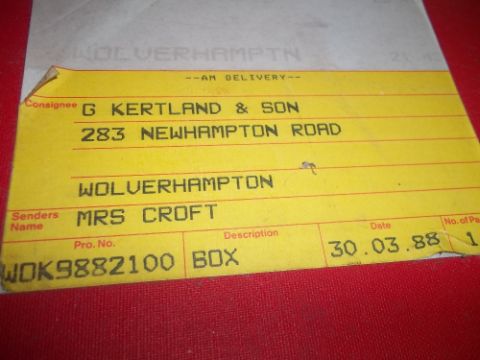 WOLVERHAMPTN
--AM DELIVERY--
Consignee G KERTLAND & SON
283 NEWHAMPTON ROAD
WOLVERHAMPTON
Senders Name MRS CROFT
Pro. No. Description Date No. of Pa
WOK9882100 BOX 30.03.88 1